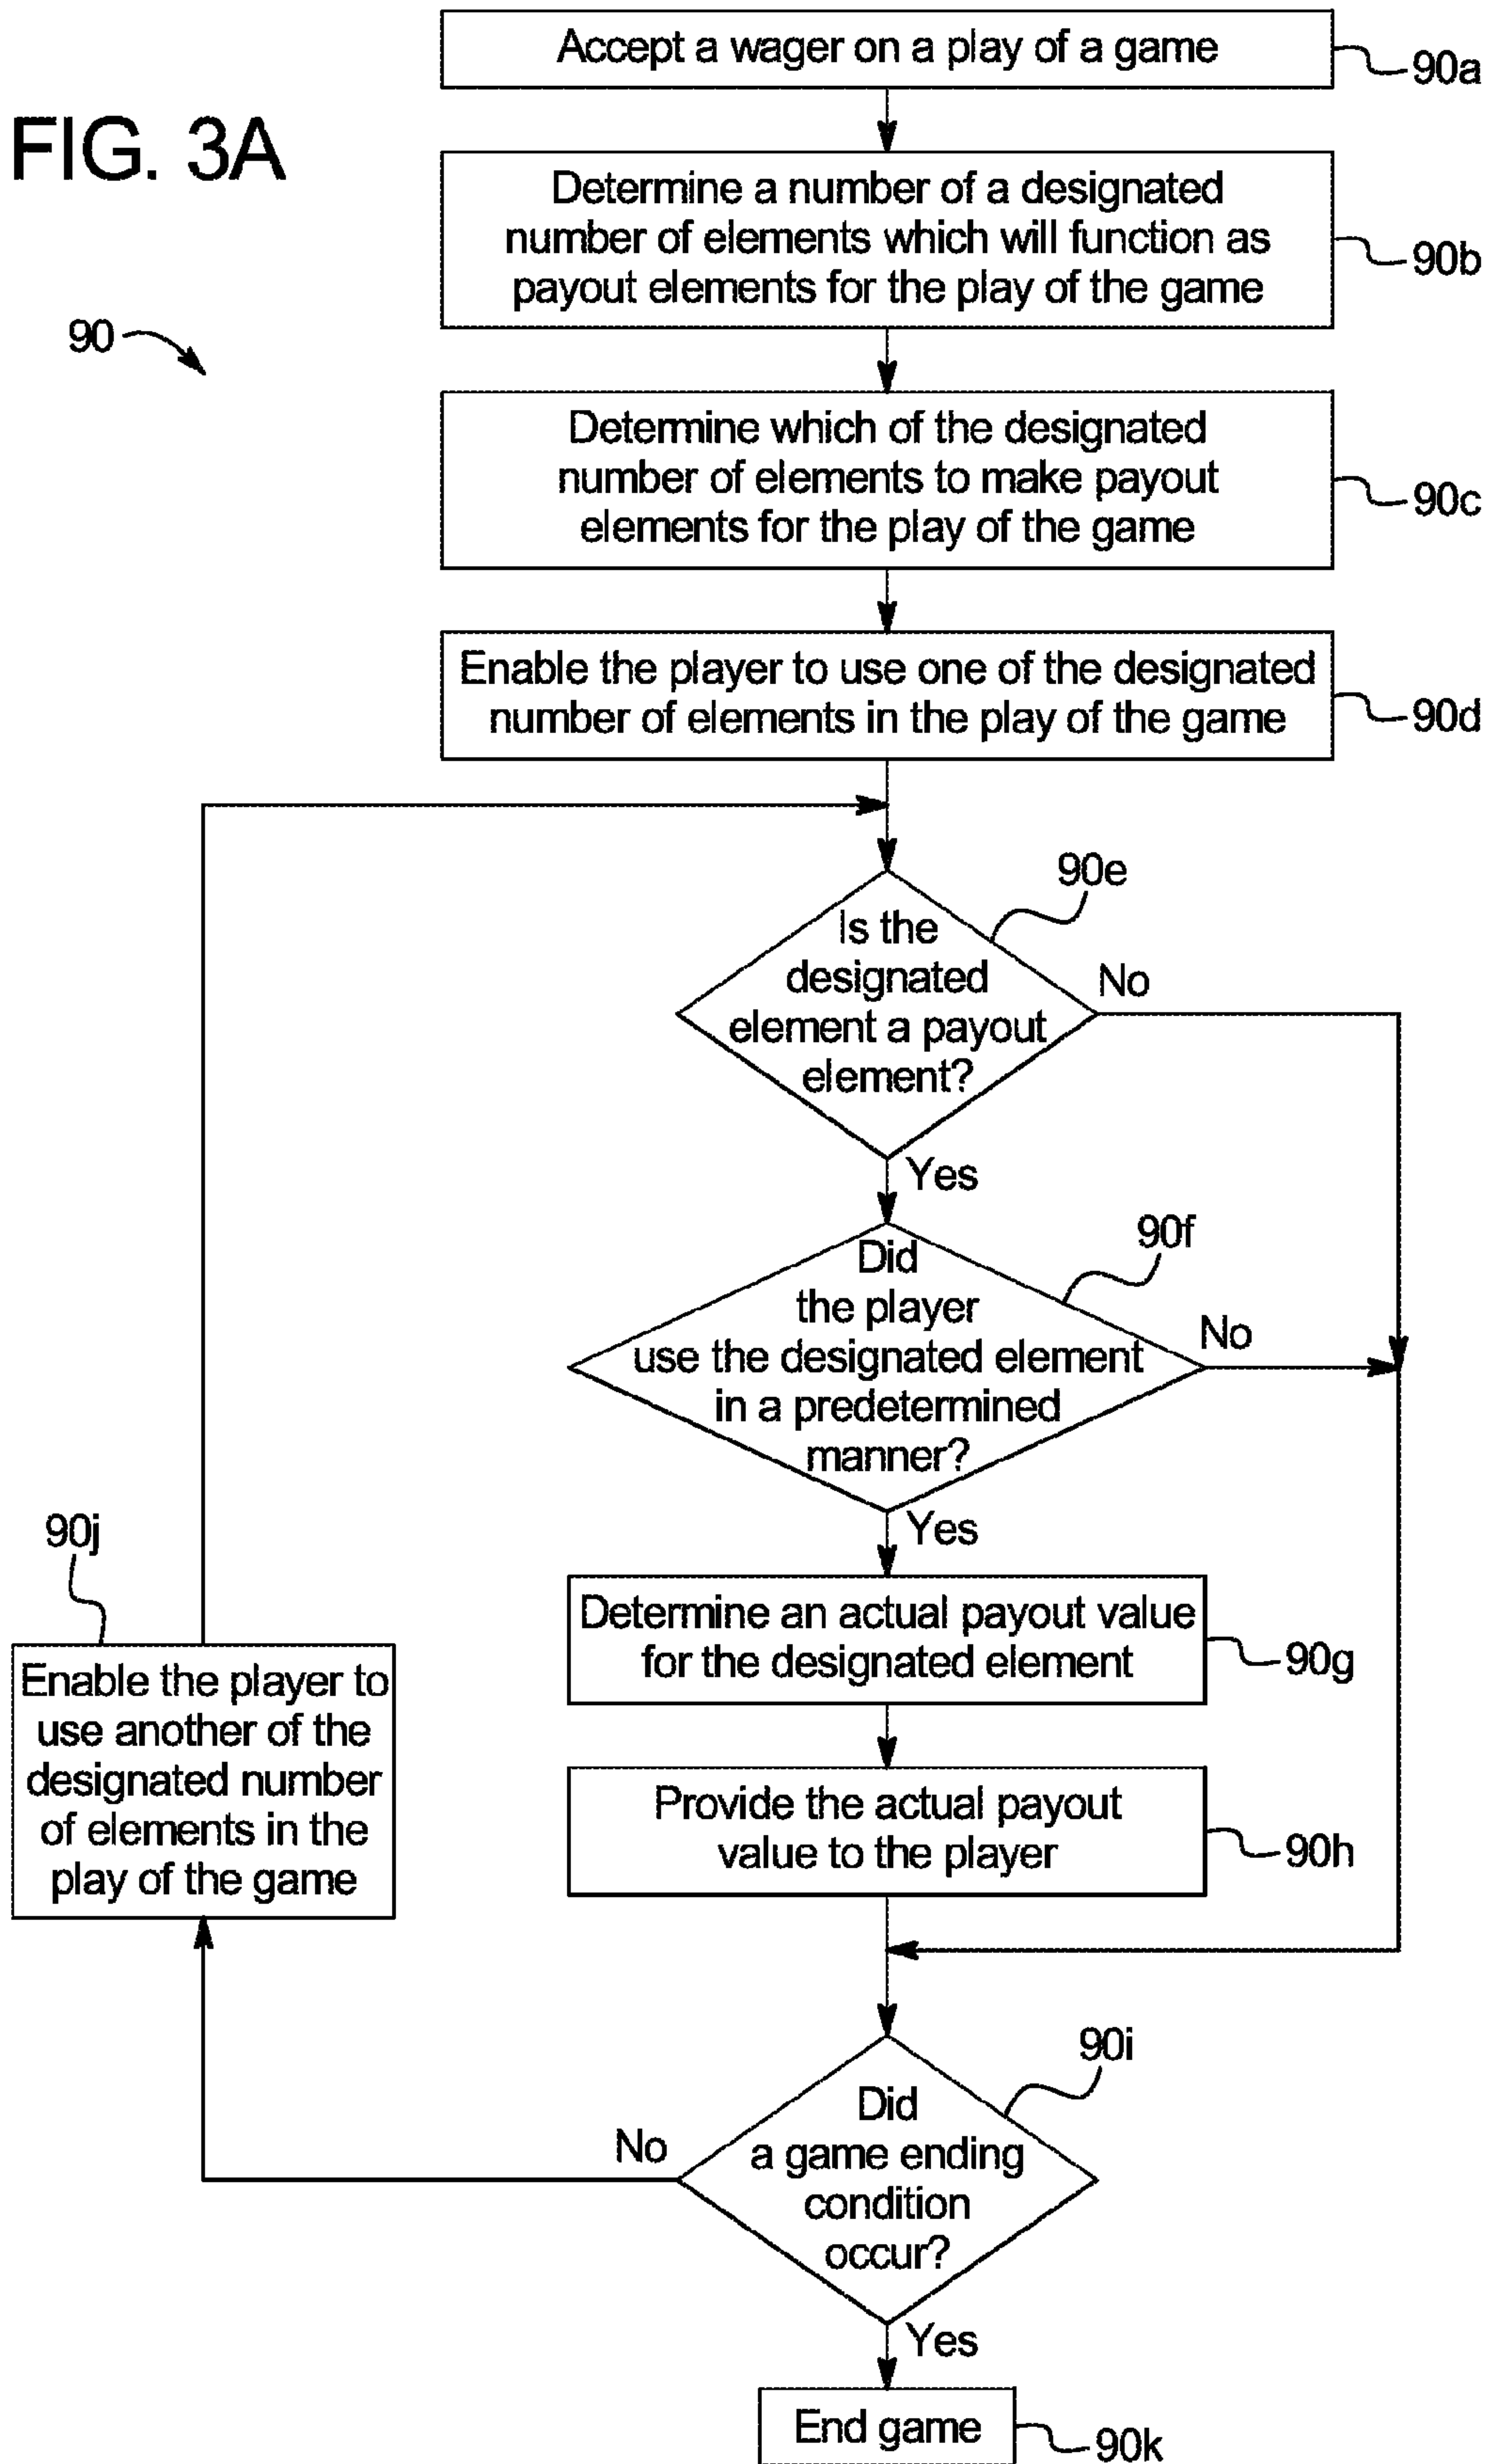 Accept a wager on a play of a game
90a
FIG. 3A
Determine a number of a designated
number of elements which will function as
payout elements for the play of the game
90b
90
Determine which of the designated
number of elements to make payout
elements for the play of the game
90c
Enable the player to use one of the designated
number of elements in the play of the game
90d
90e
Is the
designated
element a payout
element?
No
Yes
90f
Did
the player
use the designated element
in a predetermined
manner?
No
Yes
90j
Determine an actual payout value
for the designated element
90g
Enable the player to
use another of the
designated number
of elements in the
play of the game
Provide the actual payout
value to the player
90h
90i
Did
a game ending
condition
occur?
No
Yes
End game
90k